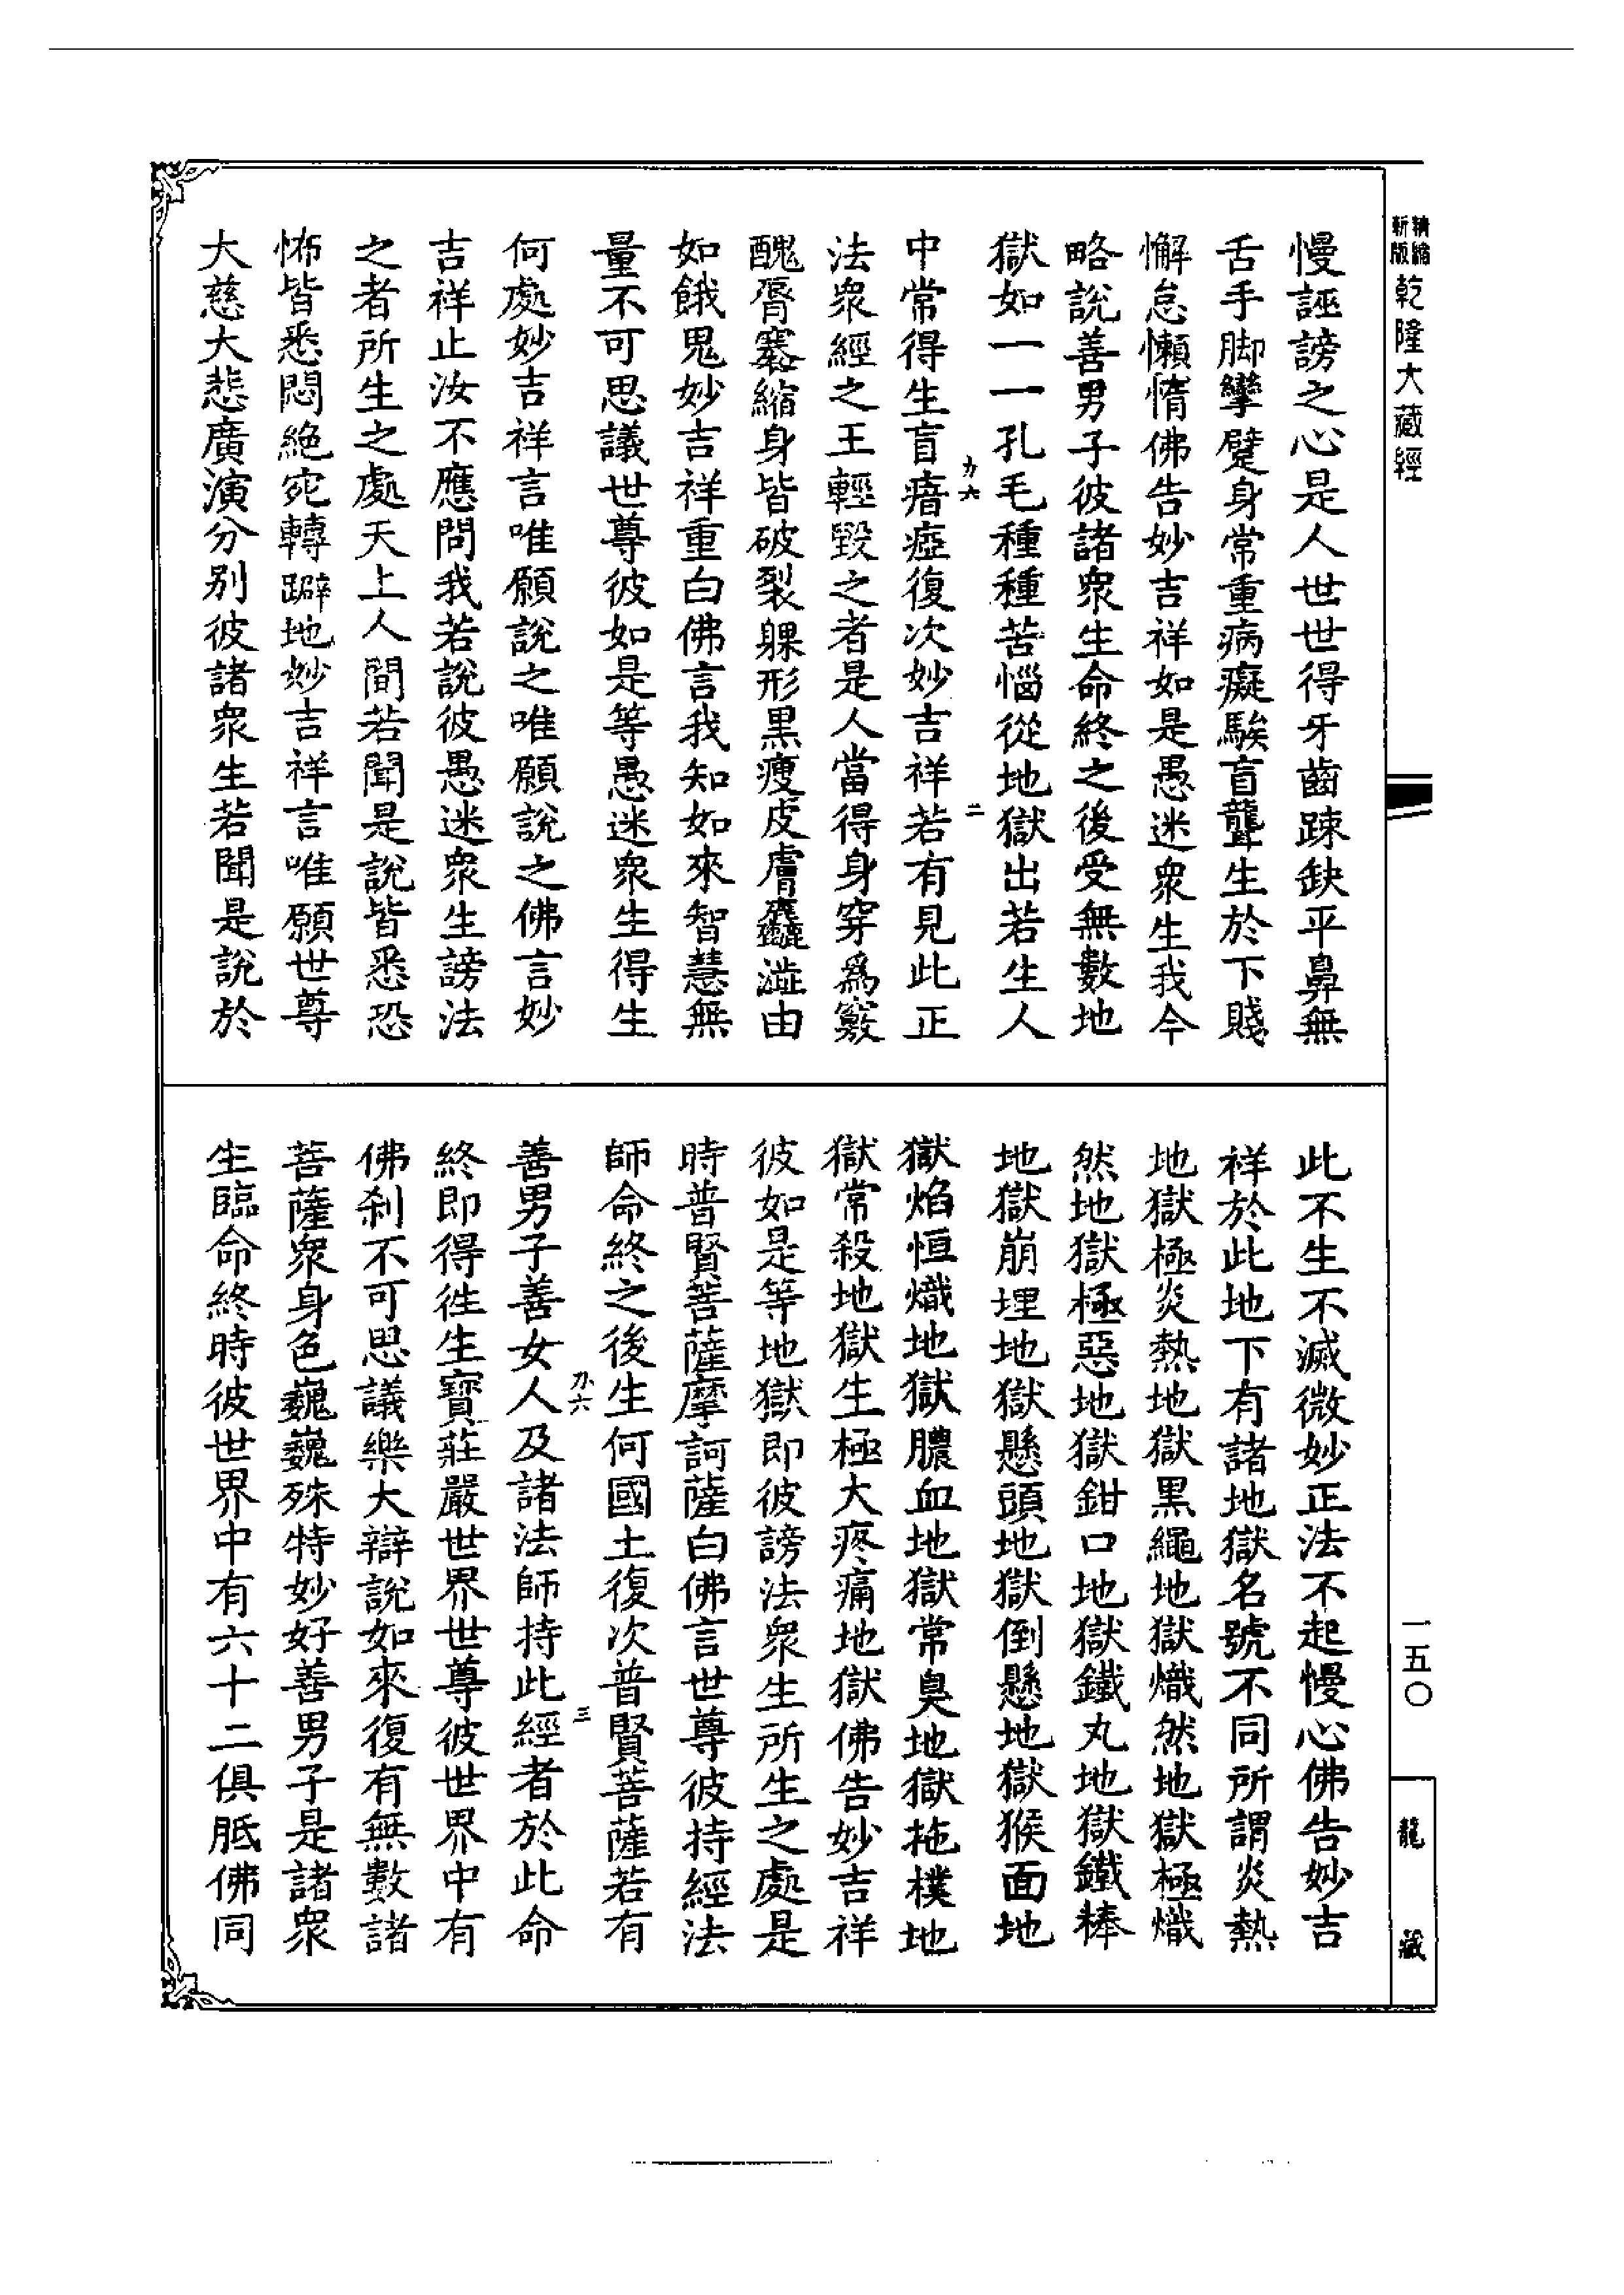 精縮新版乾隆大藏經
慢誣謗之心是人世世得牙齒踈缺平鼻無
舌手脚攣躄身常重病癡騃盲聾生於下賤
懈怠懶惰佛告妙吉祥如是愚迷衆生我今
略說善男子彼諸衆生命終之後受無數地
獄如一一孔毛種種苦惱從地獄出若生人
力六 二
中常得生盲瘖瘂復次妙吉祥若有見此正
法衆經之王輕毀之者是人當得身穿爲竅
醜脣褰縮身皆破裂躶形黒瘦皮膚麤澁由
如餓鬼妙吉祥重白佛言我知如來智慧無
量不可思議世尊彼如是等愚迷衆生得生
何處妙吉祥言唯願說之唯願說之佛言妙
吉祥止汝不應問我若說彼愚迷衆生謗法
之者所生之處天上人間若聞是說皆悉恐
怖皆悉悶絶宛轉躃地妙吉祥言唯願世尊
大慈大悲廣演分別彼諸衆生若聞是說於
此不生不滅微妙正法不起慢心佛告妙吉
祥於此地下有諸地獄名號不同所謂炎熱
地獄極炎熱地獄黒繩地獄熾然地獄極熾
然地獄極惡地獄鉗口地獄鐵丸地獄鐵棒
地獄崩埋地獄懸頭地獄倒懸地獄猴面地
獄焰恒熾地獄膿血地獄常臭地獄拖樸地
獄常殺地獄生極大疼痛地獄佛告妙吉祥
彼如是等地獄即彼謗法衆生所生之處是
時普賢菩薩摩訶薩白佛言世尊彼持經法
師命終之後生何國土復次普賢菩薩若有
力六 三
善男子善女人及諸法師持此經者於此命
終即得徃生寶莊嚴世界世尊彼世界中有
佛刹不可思議樂大辯說如來復有無數諸
菩薩衆身色巍巍殊特妙好善男子是諸衆
生臨命終時彼世界中有六十二俱胝佛同
一五〇
龍藏